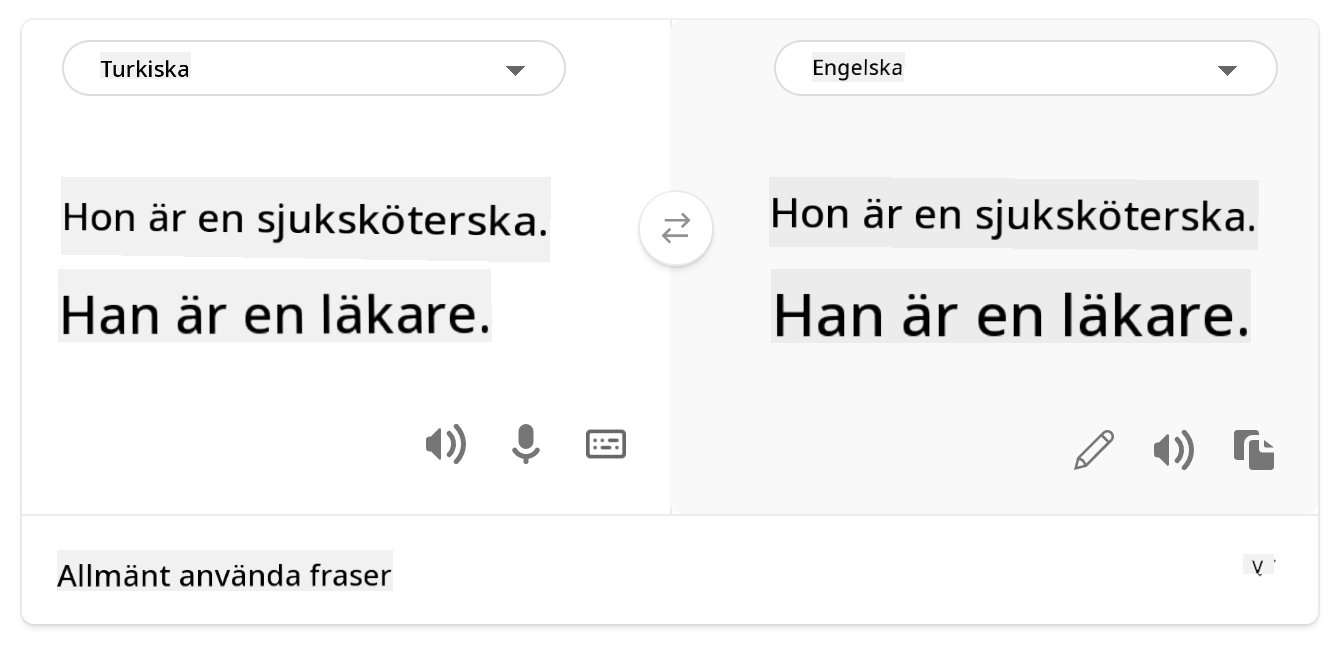 Turkiska
Engelska
Hon är en sjuksköterska.
Hon är en sjuksköterska.
Han är en läkare.
Han är en läkare.
Allmänt använda fraser